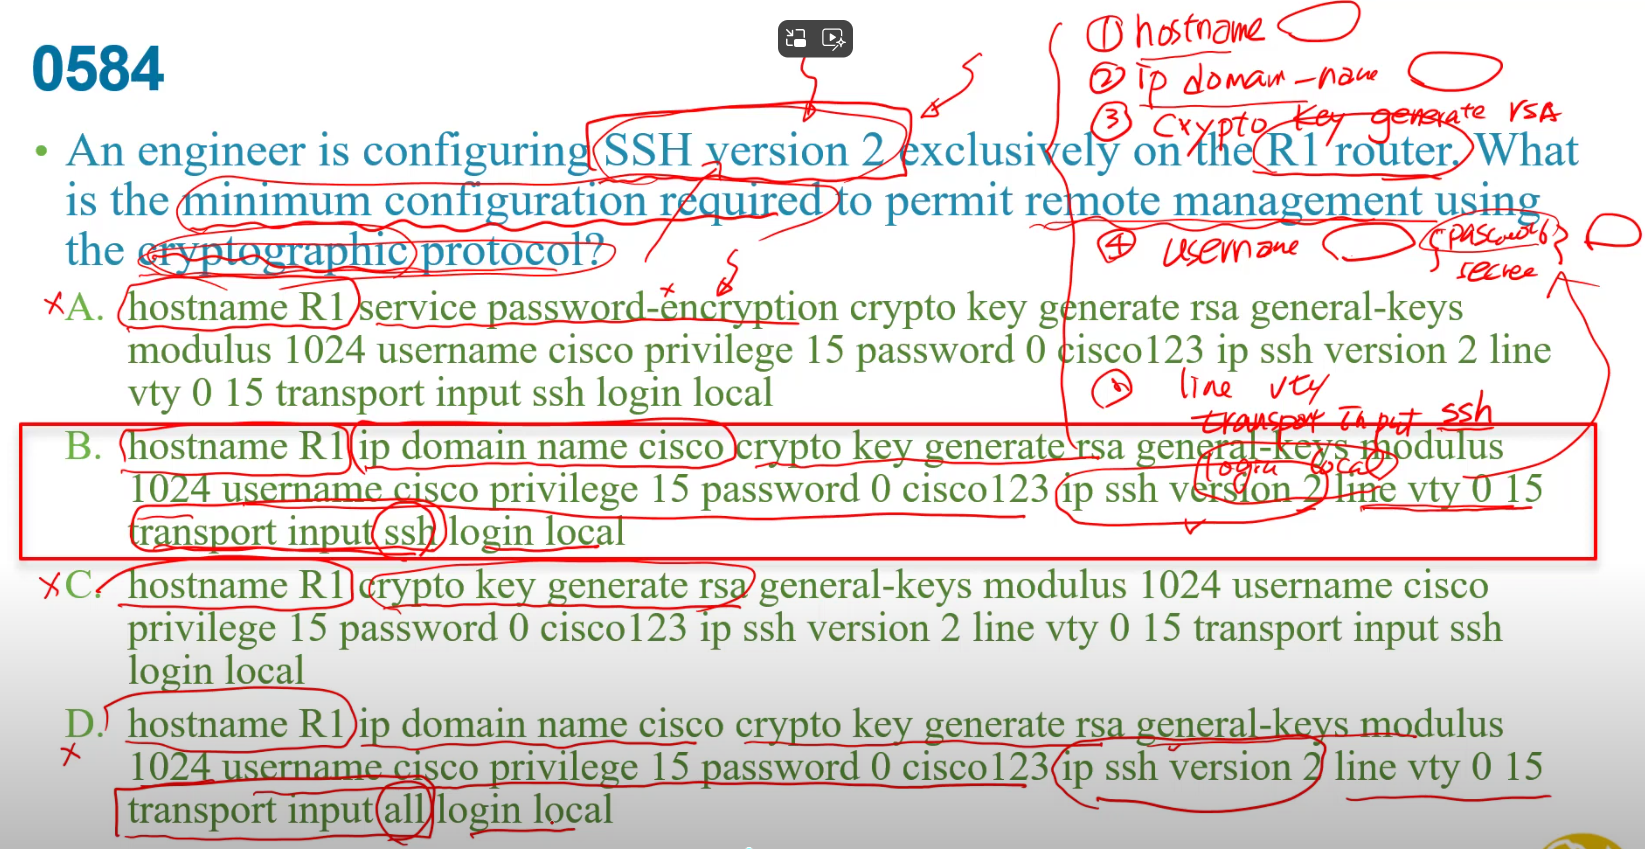 ① hostname
② ip domain-name
0584
③ crypto key generate rsA
• An engineer is configuring SSH version 2 exclusively on the R1 router. What
is the minimum configuration required to permit remote management using
the cryptographic protocol?
④ username {
secree
A. hostname R1 service password-encryption crypto key generate rsa general-keys
modulus 1024 username cisco privilege 15 password 0 cisco123 ip ssh version 2 line
vty 0 15 transport input ssh login local
line vty
transport input ssh
login local
B. hostname R1 ip domain name cisco crypto key generate rsa general-keys modulus
1024 username cisco privilege 15 password 0 cisco123 ip ssh version 2 line vty 0 15
transport input ssh login local
C. hostname R1 crypto key generate rsa general-keys modulus 1024 username cisco
privilege 15 password 0 cisco123 ip ssh version 2 line vty 0 15 transport input ssh
login local
D. hostname R1 ip domain name cisco crypto key generate rsa general-keys modulus
1024 username cisco privilege 15 password 0 cisco123 ip ssh version 2 line vty 0 15
transport input all login local